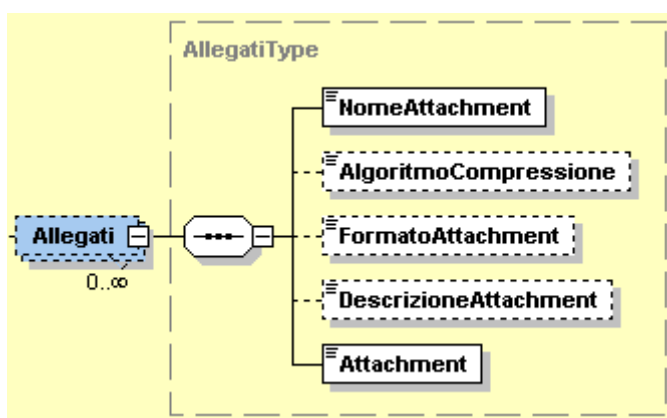 AllegatiType
NomeAttachment
AlgoritmoCompressione
Allegati
0..∞
FormatoAttachment
DescrizioneAttachment
Attachment